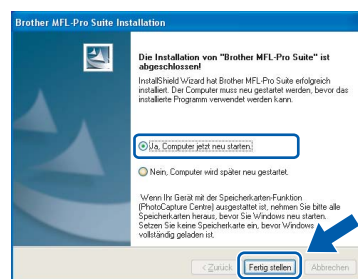 Brother MFL-Pro Suite Installation
Die Installation von "Brother MFL-Pro Suite" ist
abgeschlossen!
InstallShield Wizard hat Brother MFL-Pro Suite erfolgreich
installiert. Der Computer muss neu gestartet werden, bevor das
installierte Programm verwendet werden kann.
Ja, Computer jetzt neu starten.
Nein, Computer wird später neu gestartet.
Wenn Ihr Gerät mit der Speicherkarten-Funktion
(PhotoCapture Centre) ausgestattet ist, nehmen Sie bitte alle
Speicherkarten heraus, bevor Sie Windows neu starten.
Setzen Sie keine Speicherkarte ein, bevor Windows
vollständig geladen ist.
< Zurück Fertig stellen Abbrechen